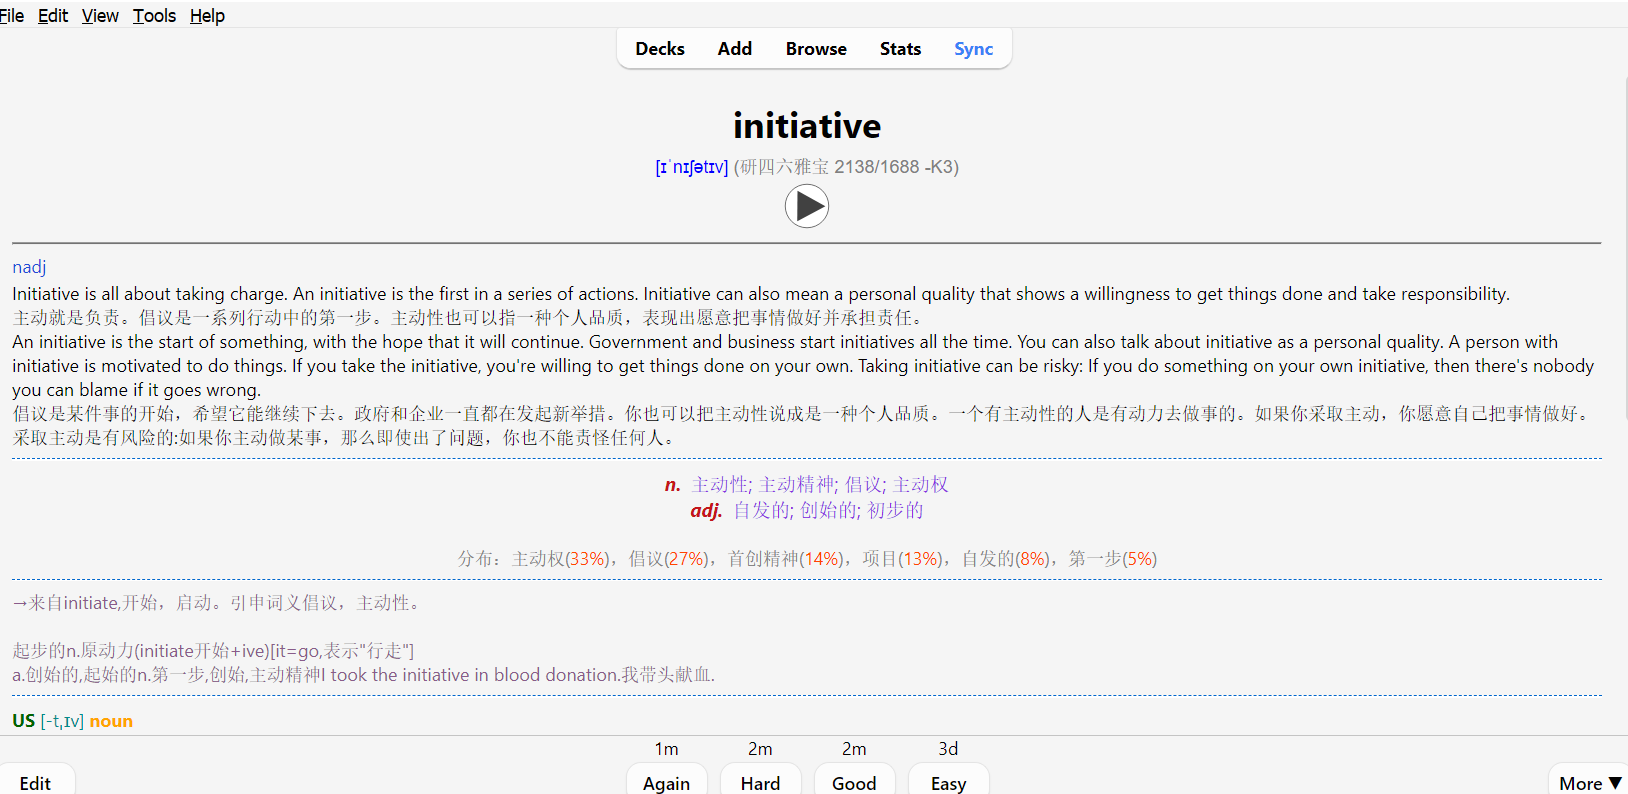 File Edit View Tools Help
Decks Add Browse Stats Sync
initiative
[ɪˈnɪʃətɪv] (研四六雅宝 2138/1688 -K3)
nadj
Initiative is all about taking charge. An initiative is the first in a series of actions. Initiative can also mean a personal quality that shows a willingness to get things done and take responsibility.
主动就是负责。倡议是一系列行动中的第一步。主动性也可以指一种个人品质，表现出愿意把事情做好并承担责任。
An initiative is the start of something, with the hope that it will continue. Government and business start initiatives all the time. You can also talk about initiative as a personal quality. A person with
initiative is motivated to do things. If you take the initiative, you're willing to get things done on your own. Taking initiative can be risky: If you do something on your own initiative, then there's nobody
you can blame if it goes wrong.
倡议是某件事的开始，希望它能继续下去。政府和企业一直都在发起新举措。你也可以把主动性说成是一种个人品质。一个有主动性的人是有动力去做事的。如果你采取主动，你愿意自己把事情做好。
采取主动是有风险的:如果你主动做某事，那么即使出了问题，你也不能责怪任何人。
n. 主动性; 主动精神; 倡议; 主动权
adj. 自发的; 创始的; 初步的
分布：主动权(33%)，倡议(27%)，首创精神(14%)，项目(13%)，自发的(8%)，第一步(5%)
→来自initiate,开始，启动。引申词义倡议，主动性。
起步的n.原动力(initiate开始+ive)[it=go,表示"行走"]
a.创始的,起始的n.第一步,创始,主动精神I took the initiative in blood donation.我带头献血.
US [-t̬ɪv] noun
1m 2m 2m 3d
Edit Again Hard Good Easy More ▼